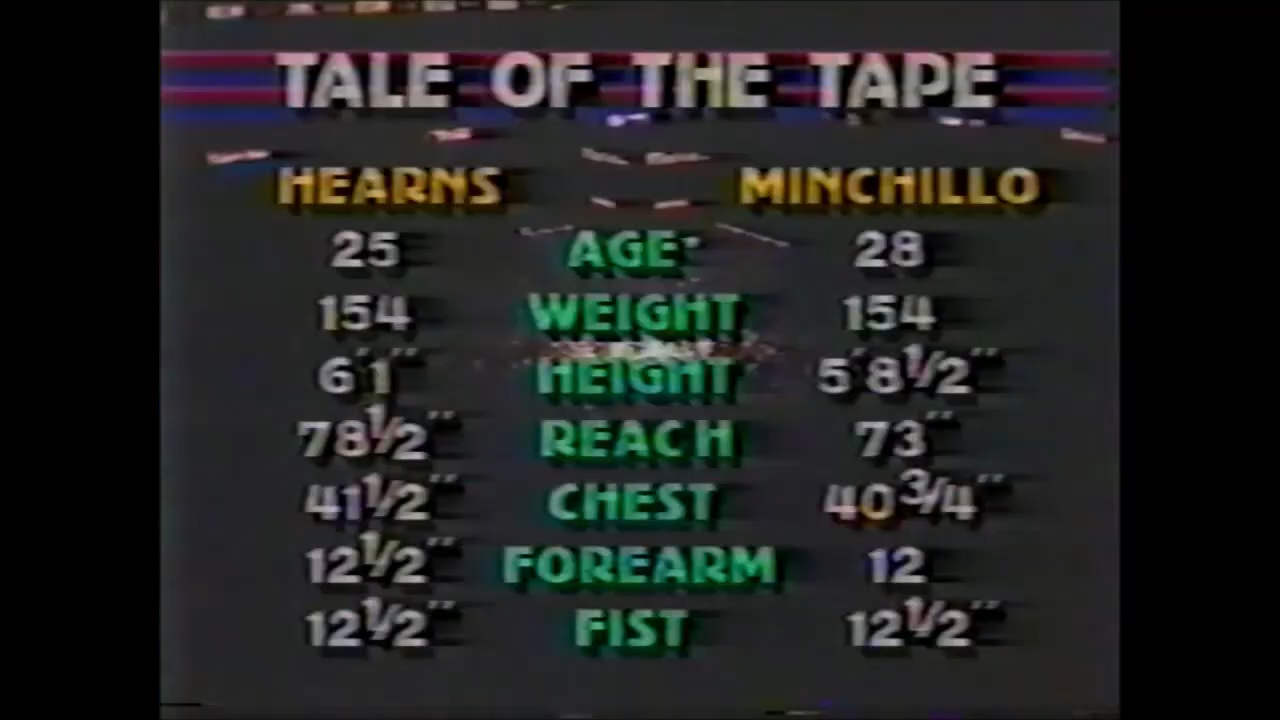 TALE OF THE TAPE
HEARNS MINCHILLO
25 AGE 28
154 WEIGHT 154
6'1" HEIGHT 5'8½"
78½" REACH 73"
41½" CHEST 40¾"
12½" FOREARM 12
12½" FIST 12½"